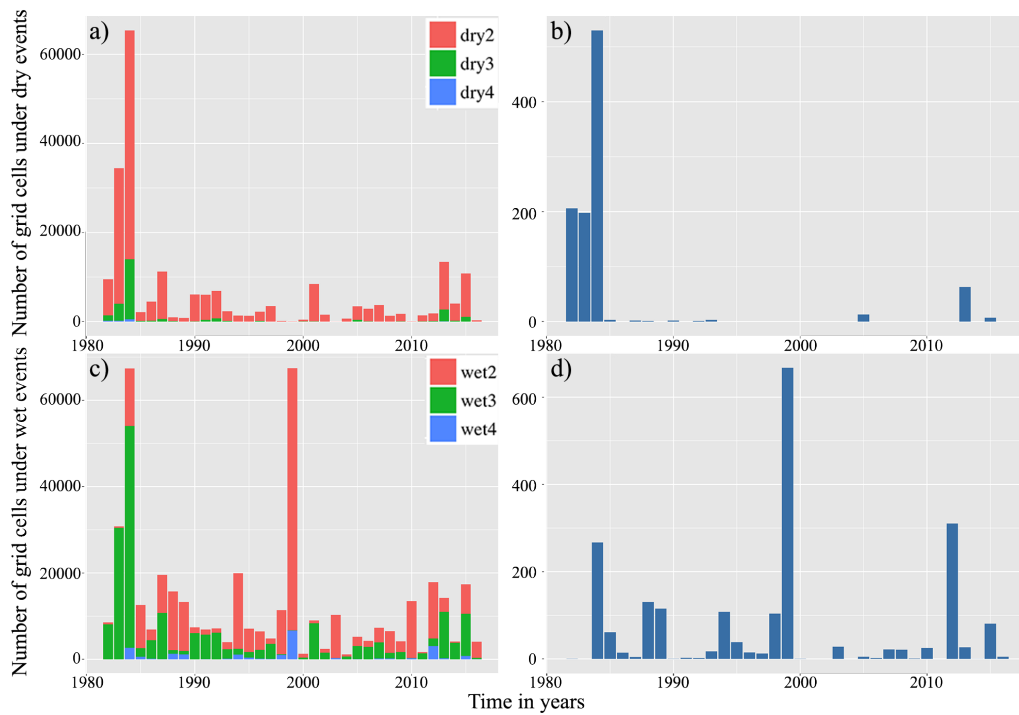 a)
dry2
dry3
dry4
Number of grid cells under dry events
60000
40000
20000
0
1980
1990
2000
2010
b)
400
200
0
1980
1990
2000
2010
c)
wet2
wet3
wet4
Number of grid cells under wet events
60000
40000
20000
0
1980
1990
2000
2010
d)
600
400
200
0
1980
1990
2000
2010
Time in years